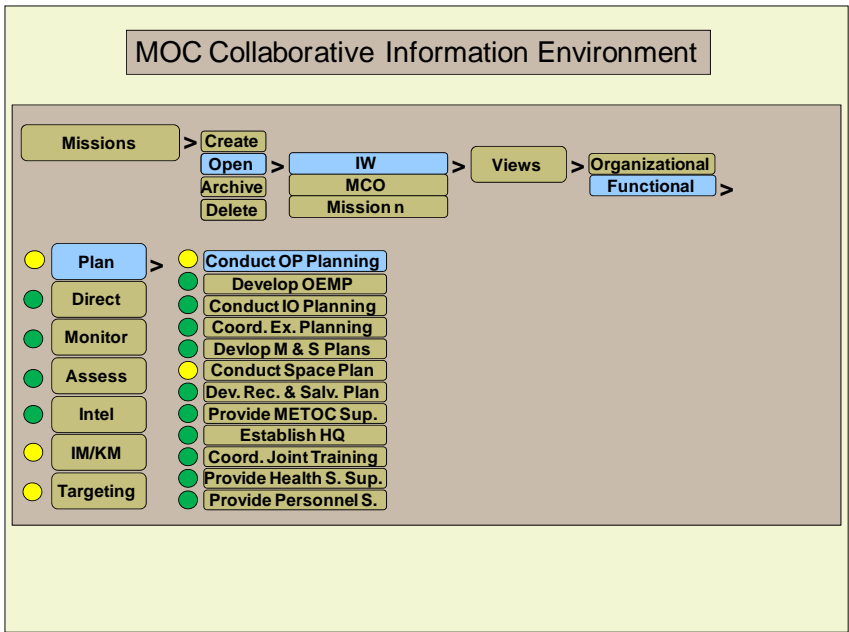 MOC Collaborative Information Environment
Missions > Create
Open > IW > Views > Organizational
Archive MCO Functional >
Delete Mission n
Plan > Conduct OP Planning
Develop OEMP
Direct Conduct IO Planning
Coord. Ex. Planning
Monitor Devlop M & S Plans
Assess Conduct Space Plan
Dev. Rec. & Salv. Plan
Intel Provide METOC Sup.
Establish HQ
IM/KM Coord. Joint Training
Provide Health S. Sup.
Targeting Provide Personnel S.